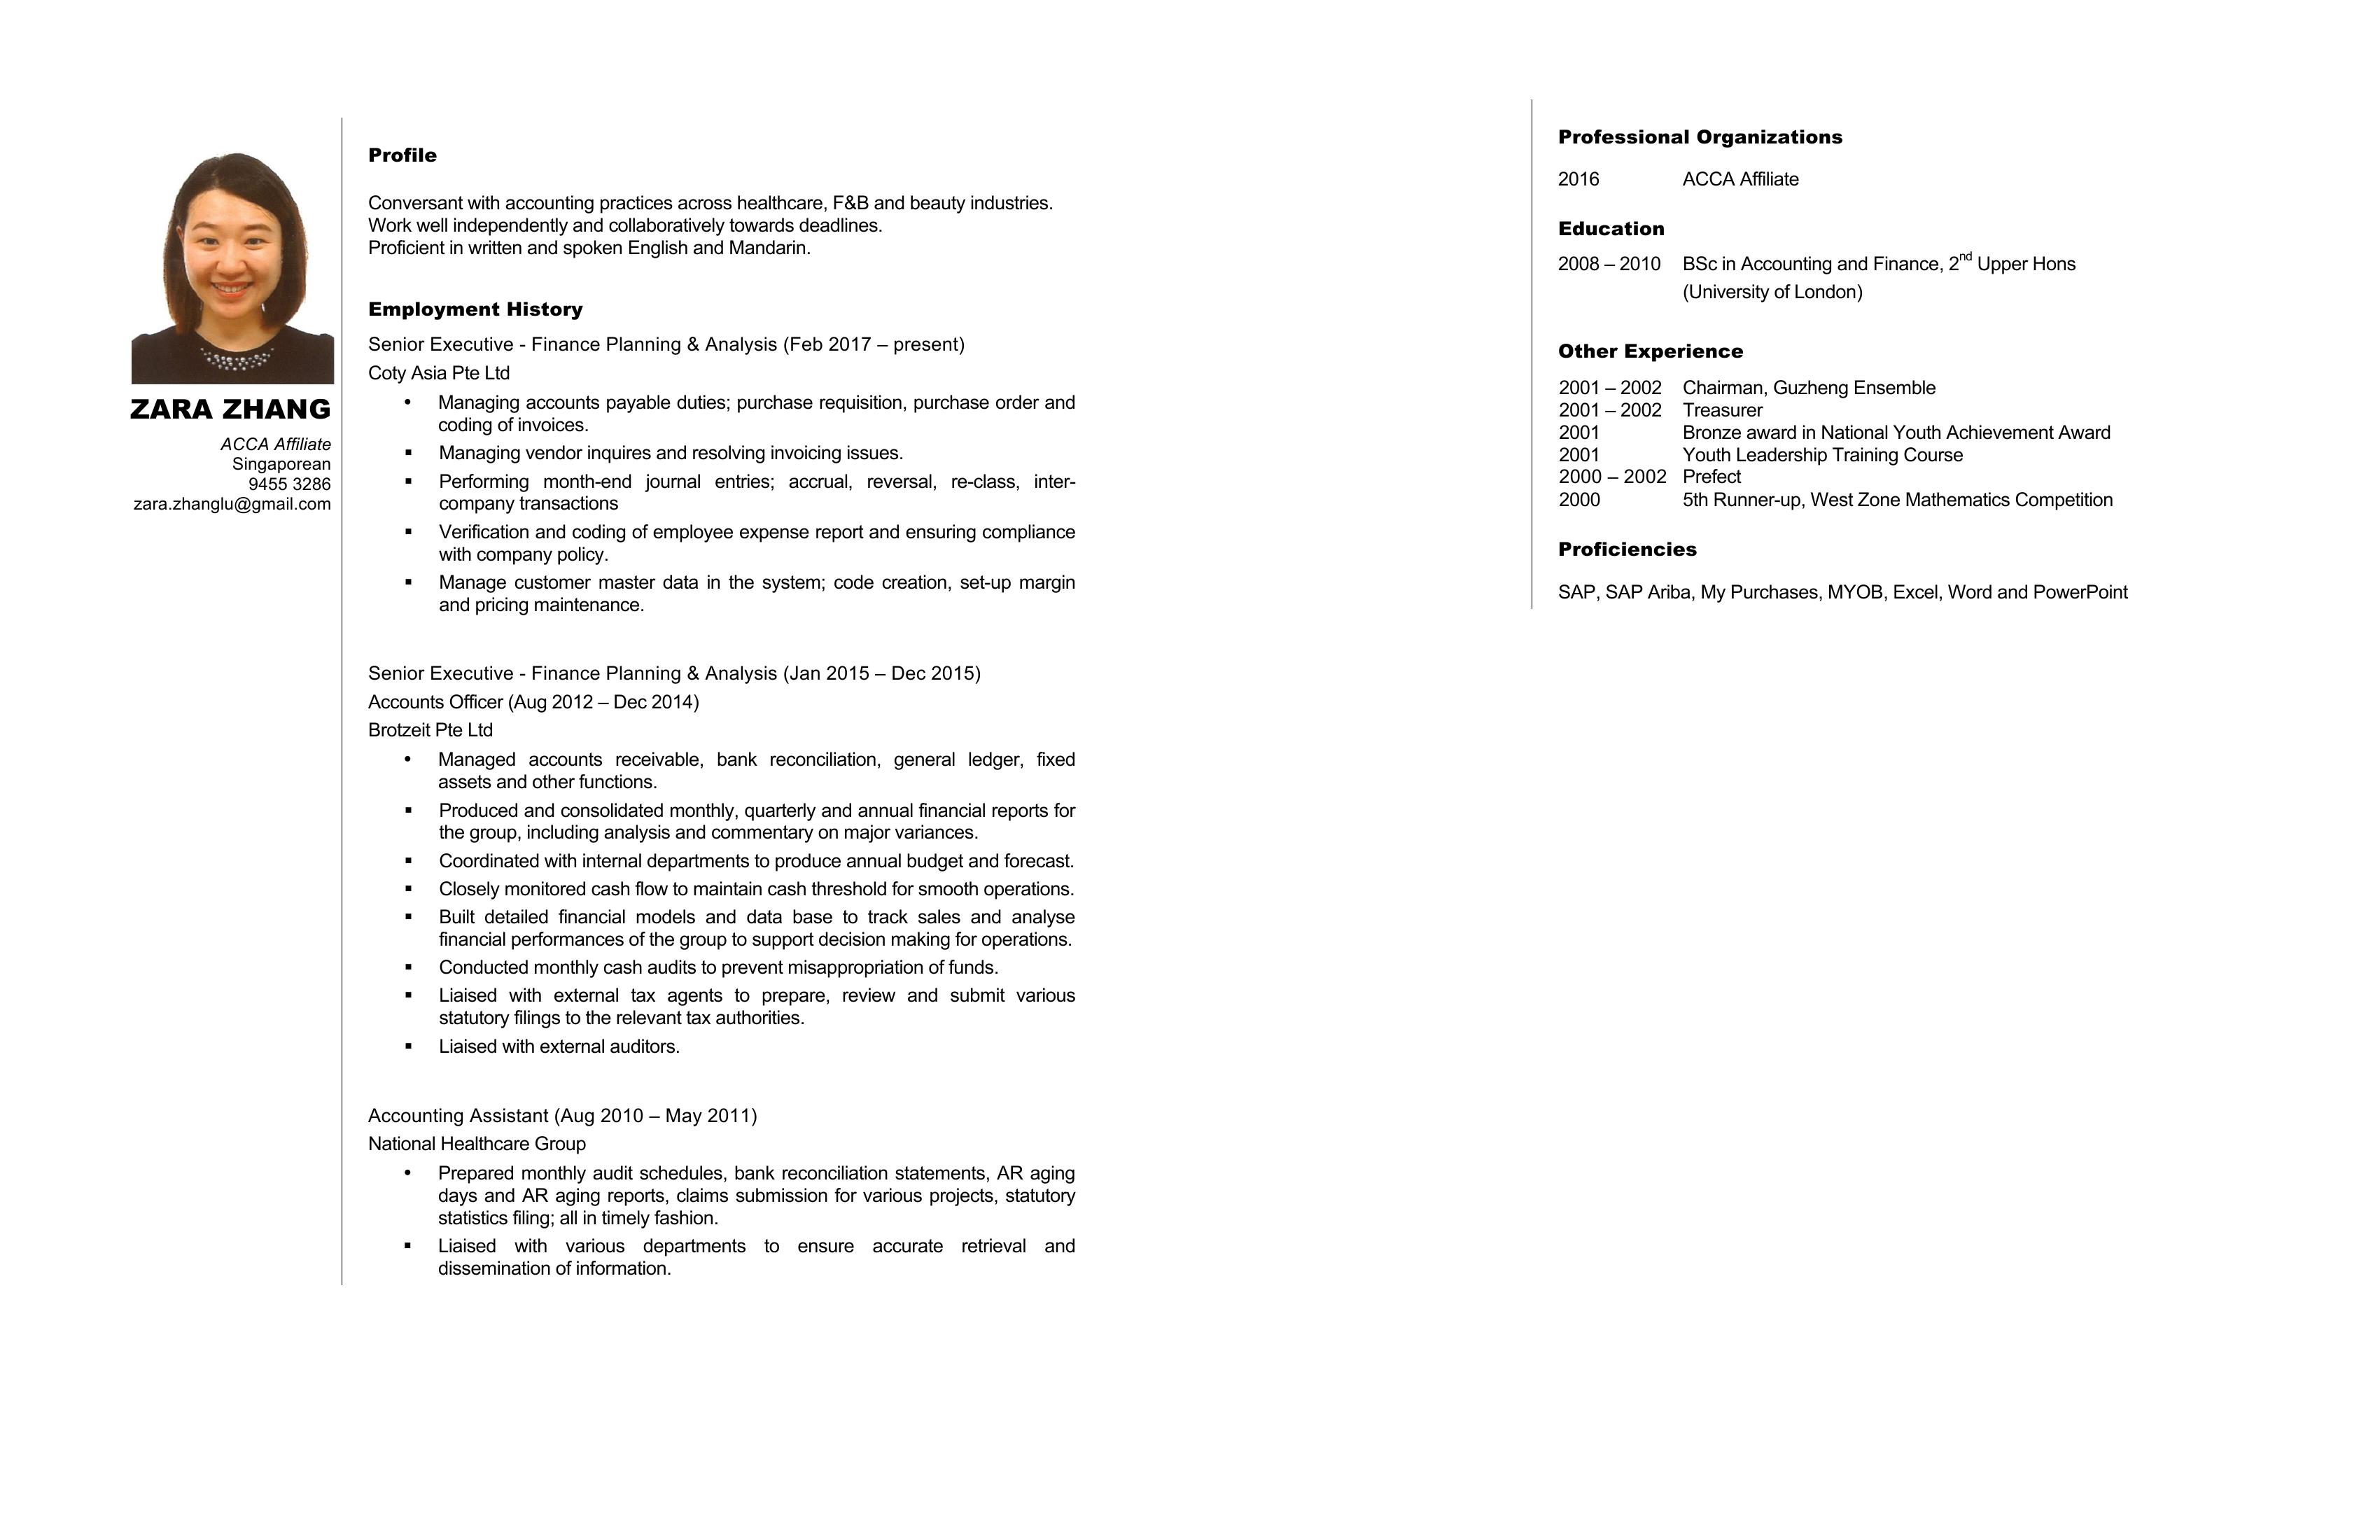 ZARA ZHANG
ACCA Affiliate
Singaporean
9455 3286
zara.zhanglu@gmail.com
Profile
Conversant with accounting practices across healthcare, F&B and beauty industries.
Work well independently and collaboratively towards deadlines.
Proficient in written and spoken English and Mandarin.
Employment History
Senior Executive - Finance Planning & Analysis (Feb 2017 – present)
Coty Asia Pte Ltd
• Managing accounts payable duties; purchase requisition, purchase order and
coding of invoices.
▪ Managing vendor inquires and resolving invoicing issues.
▪ Performing month-end journal entries; accrual, reversal, re-class, inter-
company transactions
▪ Verification and coding of employee expense report and ensuring compliance
with company policy.
▪ Manage customer master data in the system; code creation, set-up margin
and pricing maintenance.
Senior Executive - Finance Planning & Analysis (Jan 2015 – Dec 2015)
Accounts Officer (Aug 2012 – Dec 2014)
Brotzeit Pte Ltd
• Managed accounts receivable, bank reconciliation, general ledger, fixed
assets and other functions.
▪ Produced and consolidated monthly, quarterly and annual financial reports for
the group, including analysis and commentary on major variances.
▪ Coordinated with internal departments to produce annual budget and forecast.
▪ Closely monitored cash flow to maintain cash threshold for smooth operations.
▪ Built detailed financial models and data base to track sales and analyse
financial performances of the group to support decision making for operations.
▪ Conducted monthly cash audits to prevent misappropriation of funds.
▪ Liaised with external tax agents to prepare, review and submit various
statutory filings to the relevant tax authorities.
▪ Liaised with external auditors.
Accounting Assistant (Aug 2010 – May 2011)
National Healthcare Group
• Prepared monthly audit schedules, bank reconciliation statements, AR aging
days and AR aging reports, claims submission for various projects, statutory
statistics filing; all in timely fashion.
▪ Liaised with various departments to ensure accurate retrieval and
dissemination of information.
Professional Organizations
2016 ACCA Affiliate
Education
2008 – 2010 BSc in Accounting and Finance, 2nd Upper Hons
(University of London)
Other Experience
2001 – 2002 Chairman, Guzheng Ensemble
2001 – 2002 Treasurer
2001 Bronze award in National Youth Achievement Award
2001 Youth Leadership Training Course
2000 – 2002 Prefect
2000 5th Runner-up, West Zone Mathematics Competition
Proficiencies
SAP, SAP Ariba, My Purchases, MYOB, Excel, Word and PowerPoint